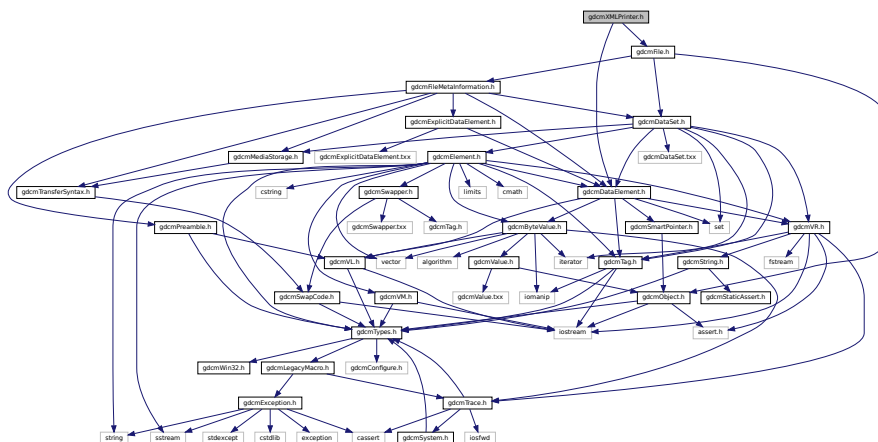 gdcmXMLPrinter.h
gdcmFile.h
gdcmFileMetaInformation.h
gdcmExplicitDataElement.h
gdcmDataSet.h
gdcmMediaStorage.h
gdcmExplicitDataElement.txx
gdcmElement.h
gdcmDataSet.txx
gdcmTransferSyntax.h
cstring
gdcmSwapper.h
limits
cmath
gdcmDataElement.h
gdcmPreamble.h
gdcmSwapper.txx
gdcmTag.h
gdcmByteValue.h
gdcmSmartPointer.h
set
gdcmVR.h
gdcmVL.h
vector
algorithm
gdcmValue.h
iterator
gdcmTag.h
gdcmString.h
fstream
gdcmSwapCode.h
gdcmVM.h
gdcmValue.txx
iomanip
gdcmObject.h
gdcmStaticAssert.h
gdcmTypes.h
iostream
assert.h
gdcmWin32.h
gdcmLegacyMacro.h
gdcmConfigure.h
gdcmException.h
gdcmTrace.h
string
sstream
stdexcept
cstdlib
exception
cassert
gdcmSystem.h
iosfwd